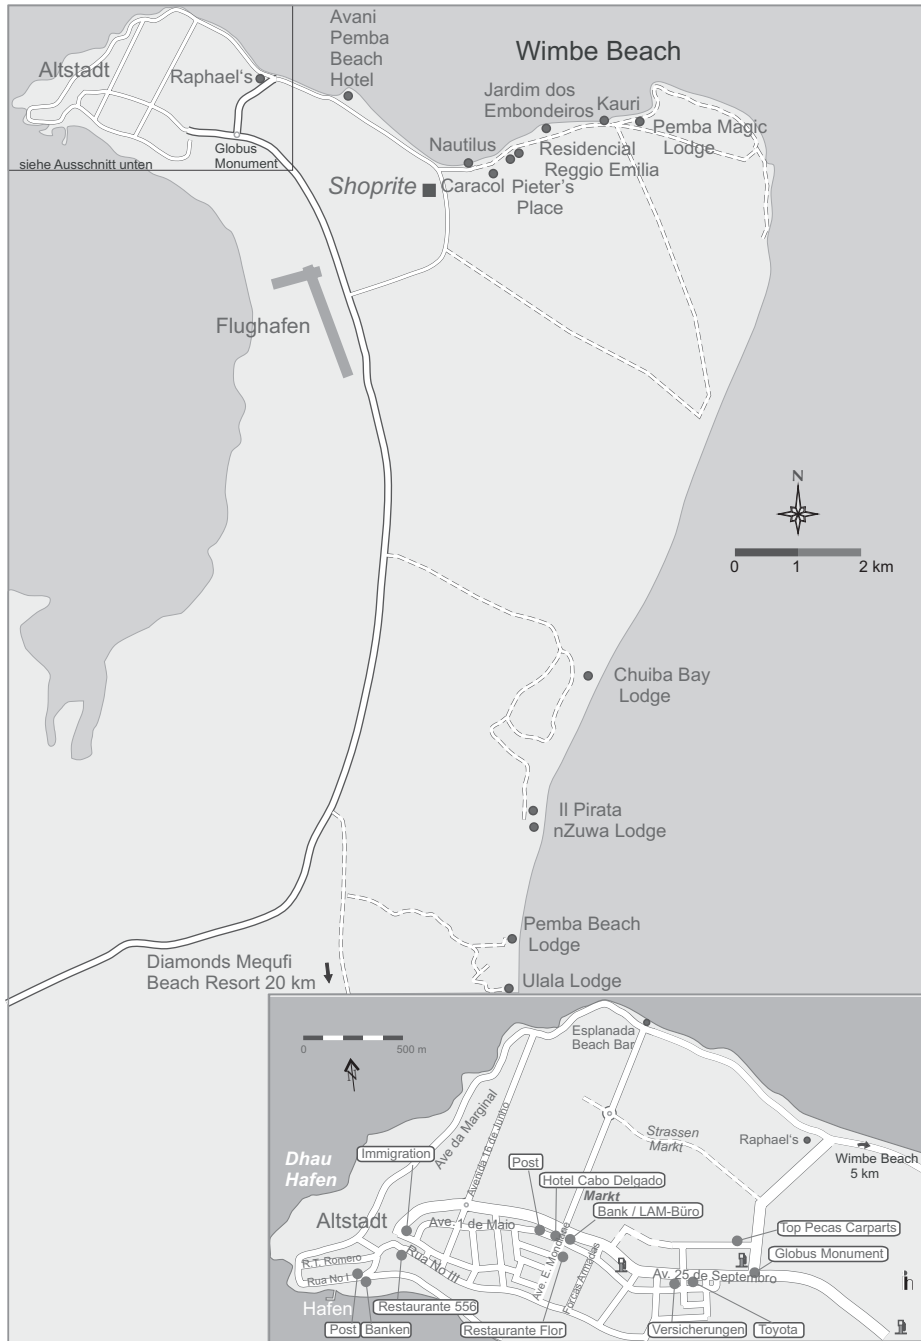 Avani
Pemba
Beach
Hotel
Wimbe Beach
Altstadt
Raphael's
Jardim dos
Embondeiros
Kauri
Pemba Magic
Lodge
Globus
Monument
Nautilus
Residencial
Reggio Emilia
siehe Ausschnitt unten
Shoprite
Caracol
Pieter's
Place
Flughafen
N
0 1 2 km
Chuiba Bay
Lodge
Il Pirata
nZuwa Lodge
Pemba Beach
Lodge
Diamonds Mequfi
Beach Resort 20 km
Ulala Lodge
Esplanada
Beach Bar
0 500 m
N
Ave da Marginal
Avenida 16 de Junho
Strassen
Markt
Raphael's
Wimbe Beach
5 km
Dhau
Hafen
Immigration
Post
Hotel Cabo Delgado
Markt
Bank / LAM-Büro
Altstadt
Ave. 1 de Maio
Top Pecas Carparts
Ave. E. Mondlane
Forcas Armadas
Globus Monument
R.T. Romero
Rua No III
Rua No I
Av. 25 de Septembro
Hafen
Restaurante 556
Post
Banken
Restaurante Flor
Versicherungen
Toyota